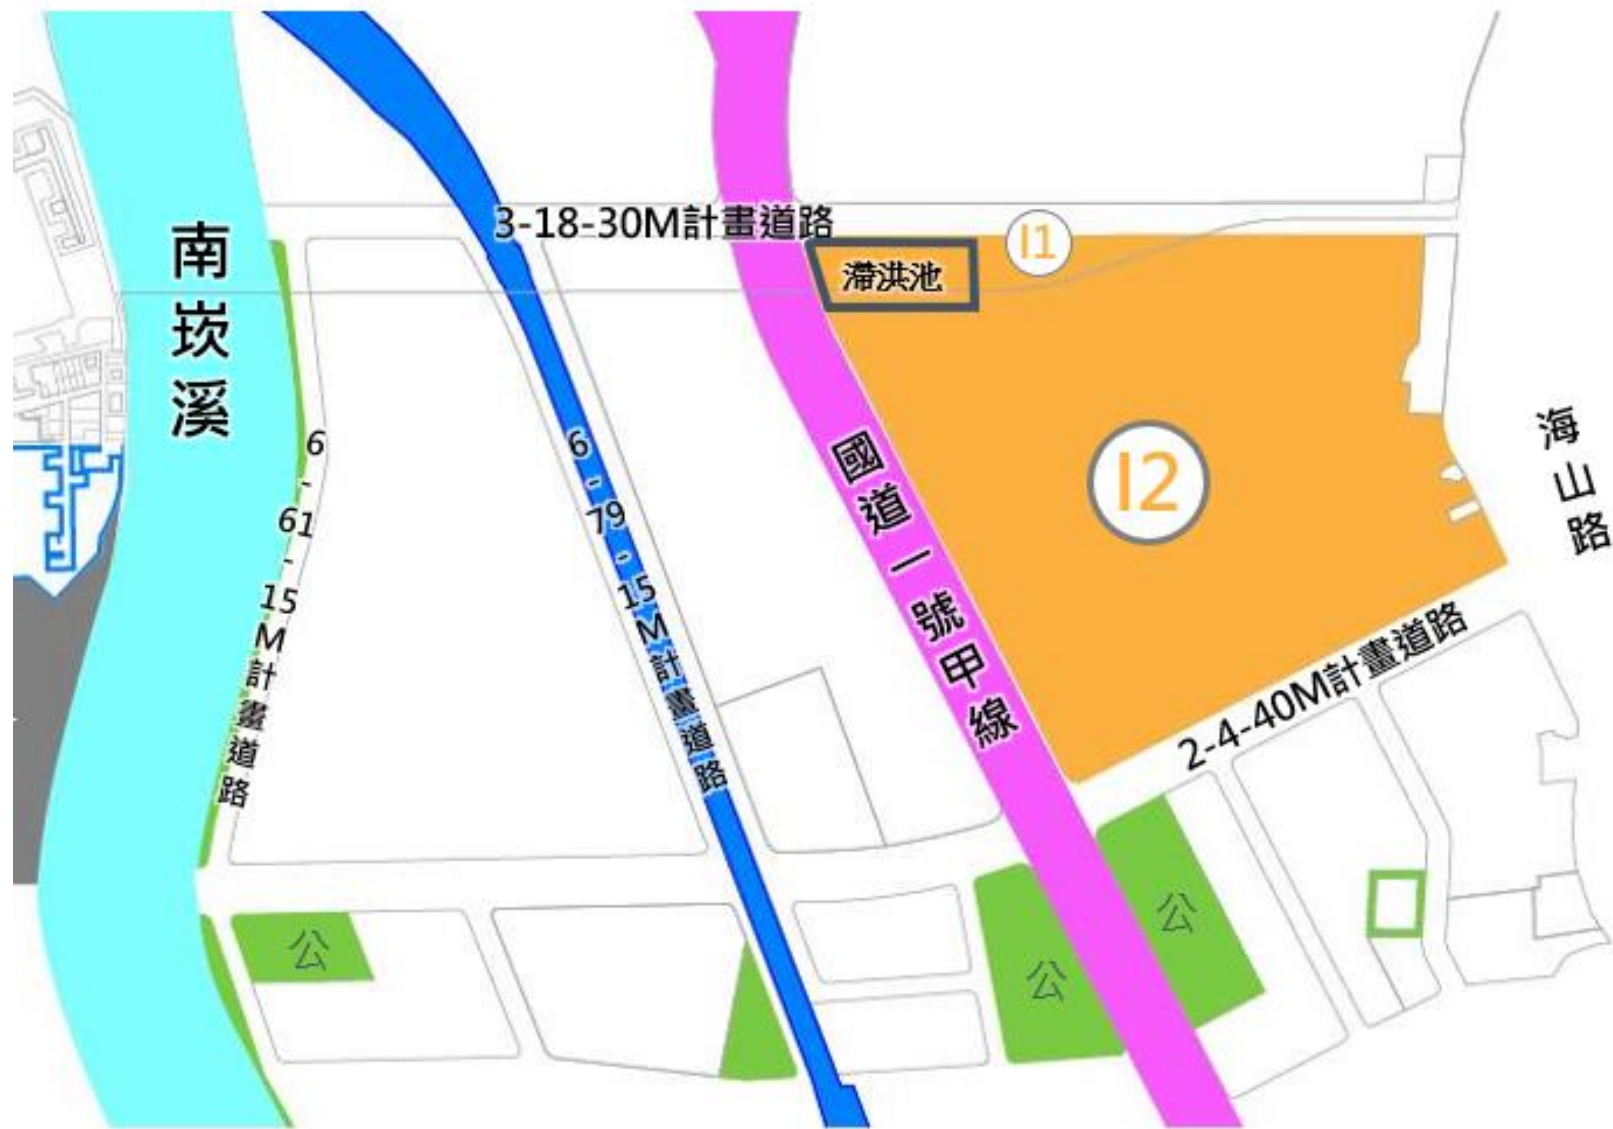 3-18-30M計畫道路
I1
滯洪池
南崁溪
6-61-15M計畫道路
6-79-15M計畫道路
國道一號甲線
I2
海山路
2-4-40M計畫道路
公
公
公